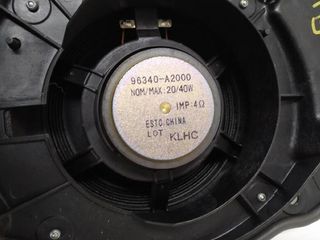 96340-A2000
NOM/MAX:20/40W
IMP:4Ω
ESTC.CHINA
LOT KLHC